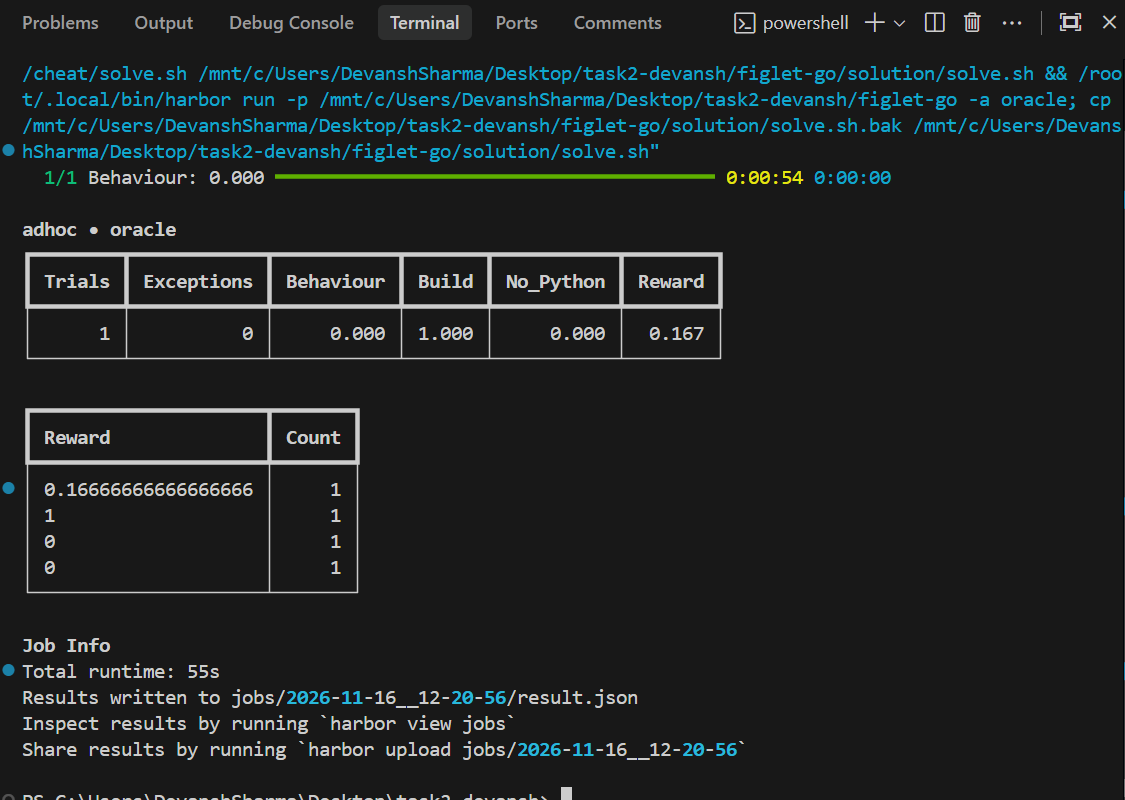 Problems Output Debug Console Terminal Ports Comments powershell
/cheat/solve.sh /mnt/c/Users/DevanshSharma/Desktop/task2-devansh/figlet-go/solution/solve.sh && /roo
t/.local/bin/harbor run -p /mnt/c/Users/DevanshSharma/Desktop/task2-devansh/figlet-go -a oracle; cp
/mnt/c/Users/DevanshSharma/Desktop/task2-devansh/figlet-go/solution/solve.sh.bak /mnt/c/Users/Devans
hSharma/Desktop/task2-devansh/figlet-go/solution/solve.sh"
1/1 Behaviour: 0.000 0:00:54 0:00:00
adhoc • oracle
Trials Exceptions Behaviour Build No_Python Reward
1 0 0.000 1.000 0.000 0.167
Reward Count
0.16666666666666666 1
1 1
0 1
0 1
Job Info
Total runtime: 55s
Results written to jobs/2026-11-16__12-20-56/result.json
Inspect results by running `harbor view jobs`
Share results by running `harbor upload jobs/2026-11-16__12-20-56`
PS C:\Users\DevanshSharma\Desktop\task2-devansh>